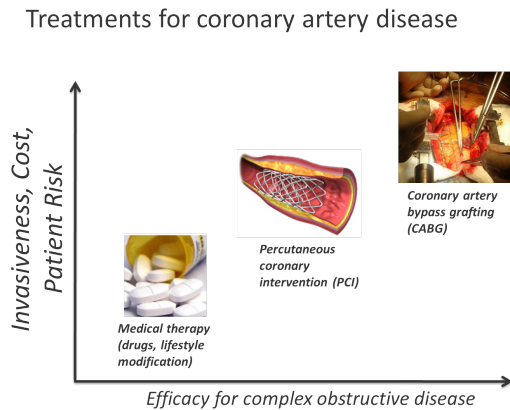 Treatments for coronary artery disease
Invasiveness, Cost,
Patient Risk
Coronary artery
bypass grafting
(CABG)
Percutaneous
coronary
intervention (PCI)
Medical therapy
(drugs, lifestyle
modification)
Efficacy for complex obstructive disease